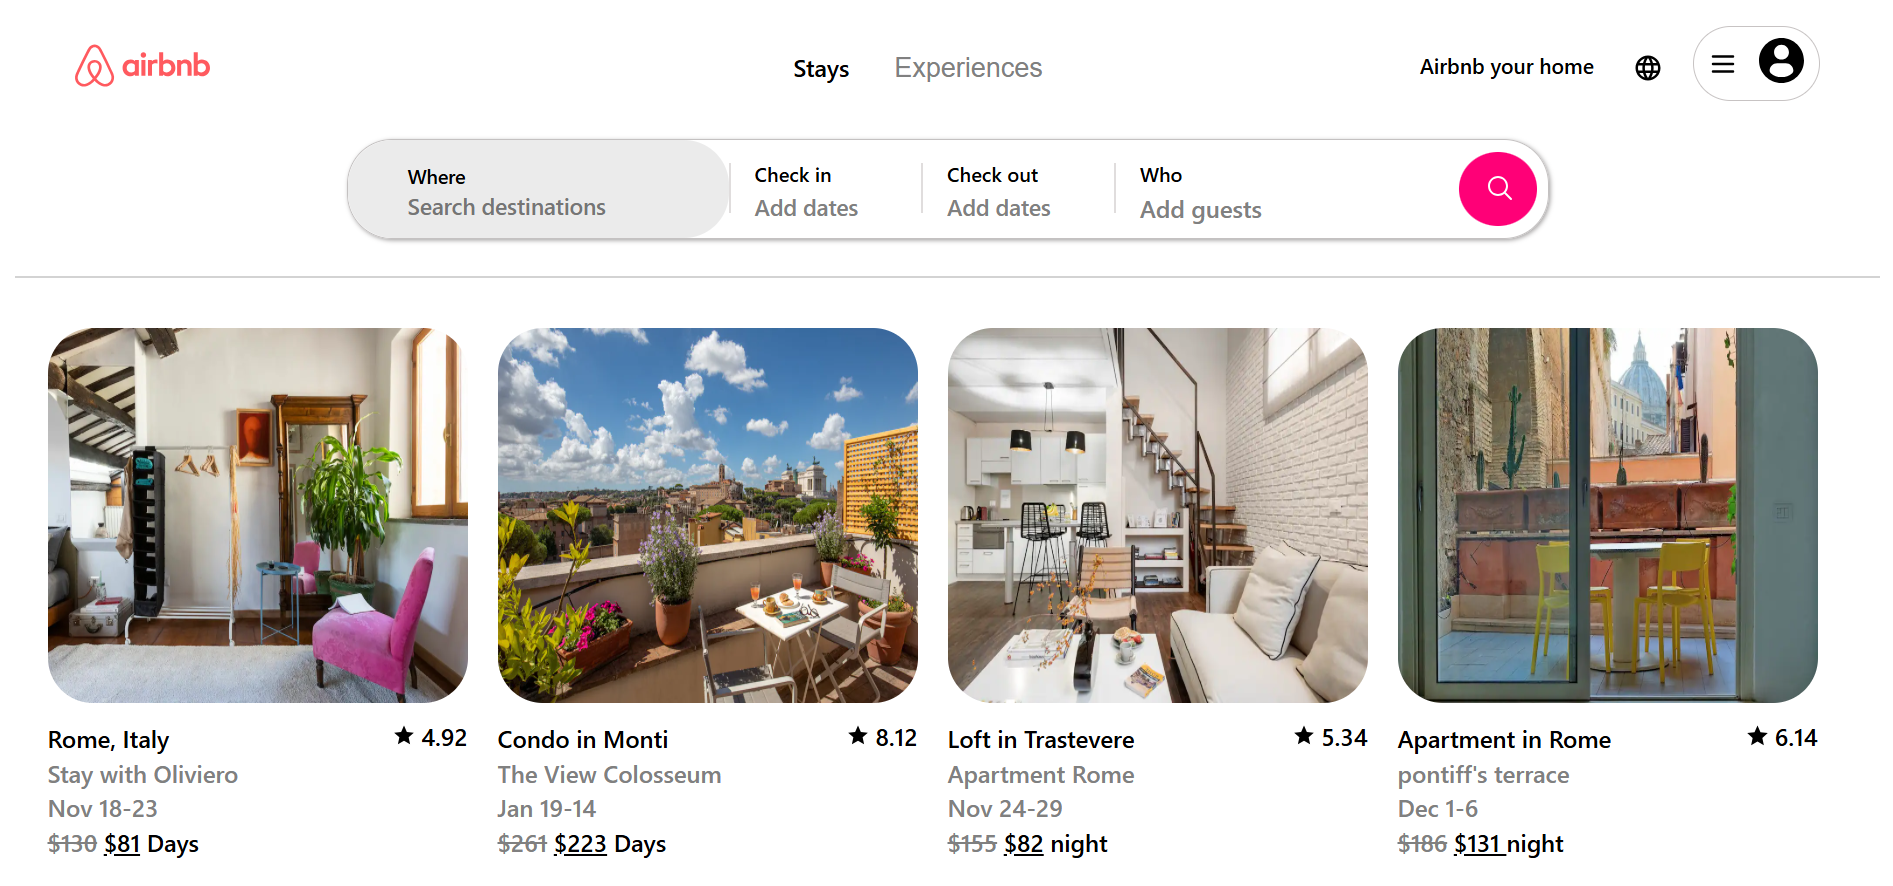 airbnb
Stays Experiences
Airbnb your home
Where
Search destinations
Check in
Add dates
Check out
Add dates
Who
Add guests
Rome, Italy ★ 4.92
Stay with Oliviero
Nov 18-23
$130 $81 Days
Condo in Monti ★ 8.12
The View Colosseum
Jan 19-14
$261 $223 Days
Loft in Trastevere ★ 5.34
Apartment Rome
Nov 24-29
$155 $82 night
Apartment in Rome ★ 6.14
pontiff's terrace
Dec 1-6
$186 $131 night